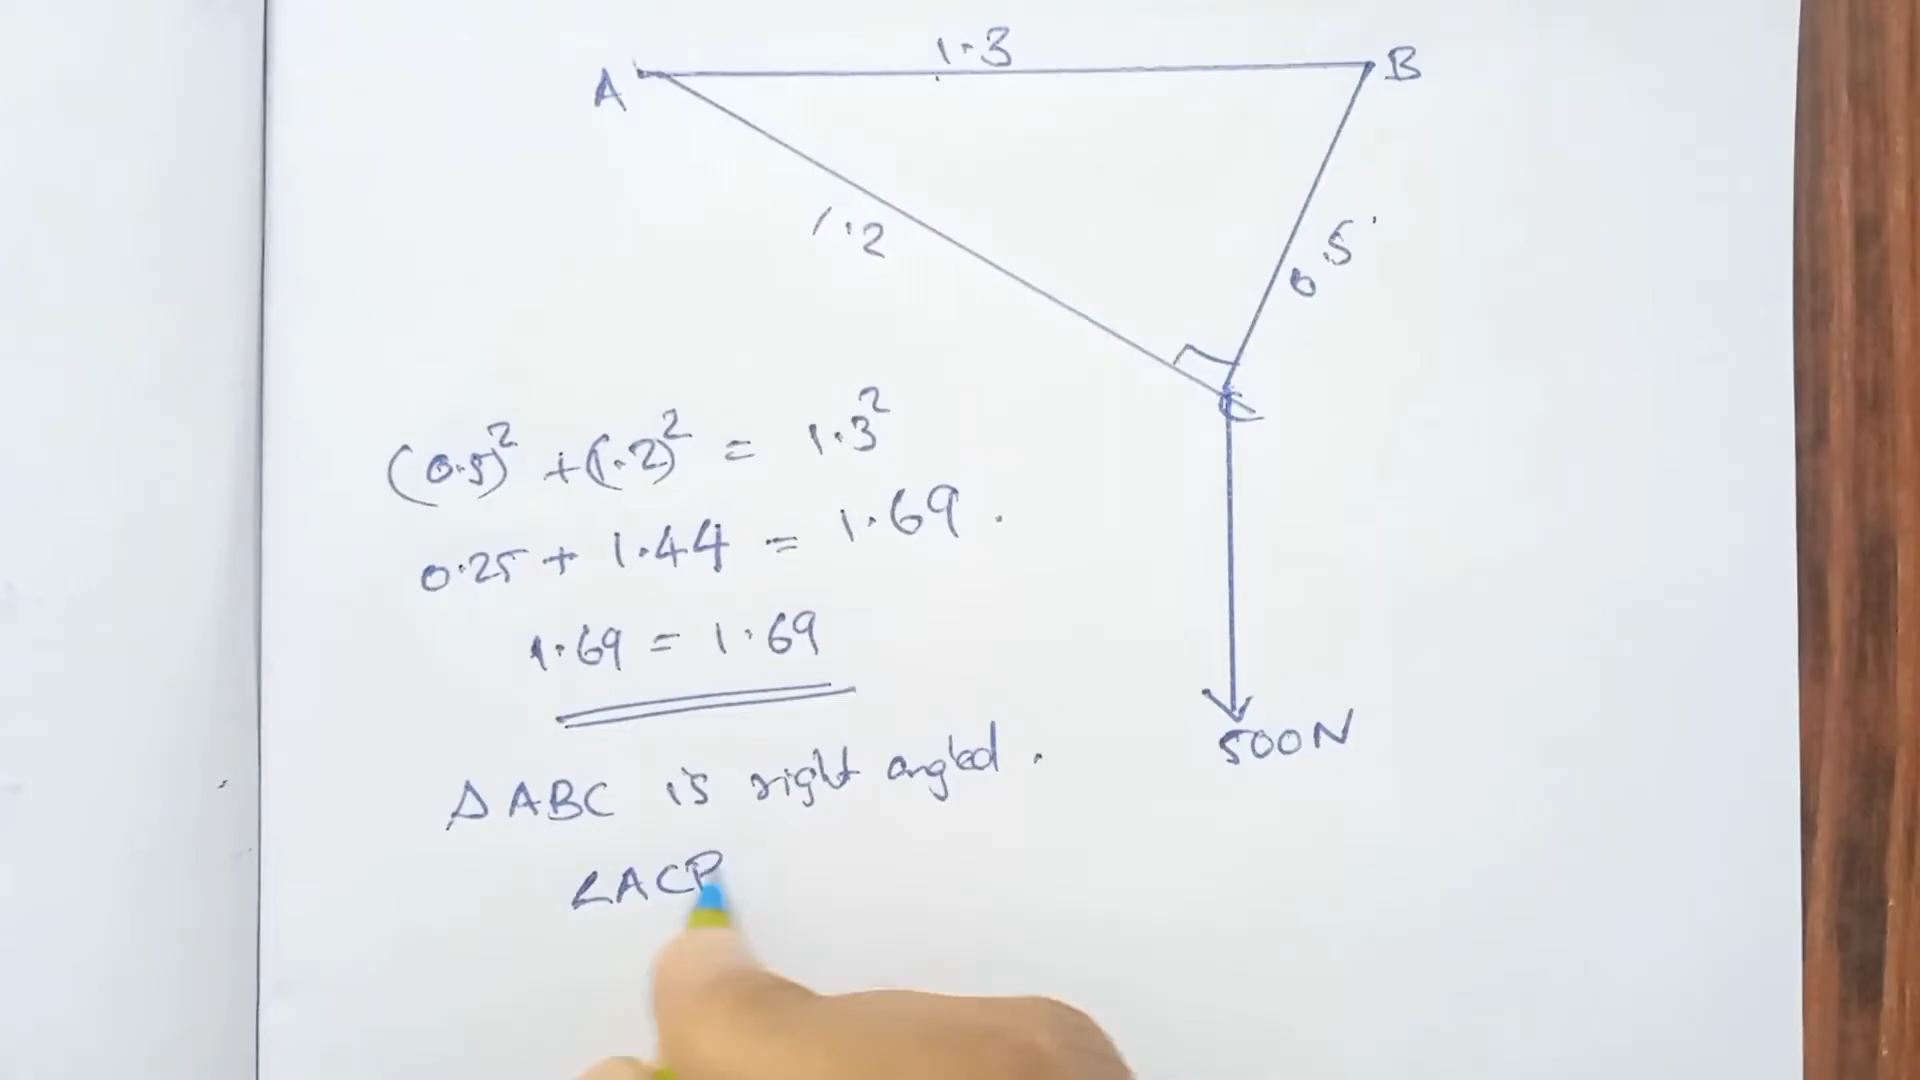 1.3
A
B
1.2
0.5
C
(0.5)² + (1.2)² = 1.3²
0.25 + 1.44 = 1.69.
1.69 = 1.69
500N
Δ ABC is right angled.
∠ACB